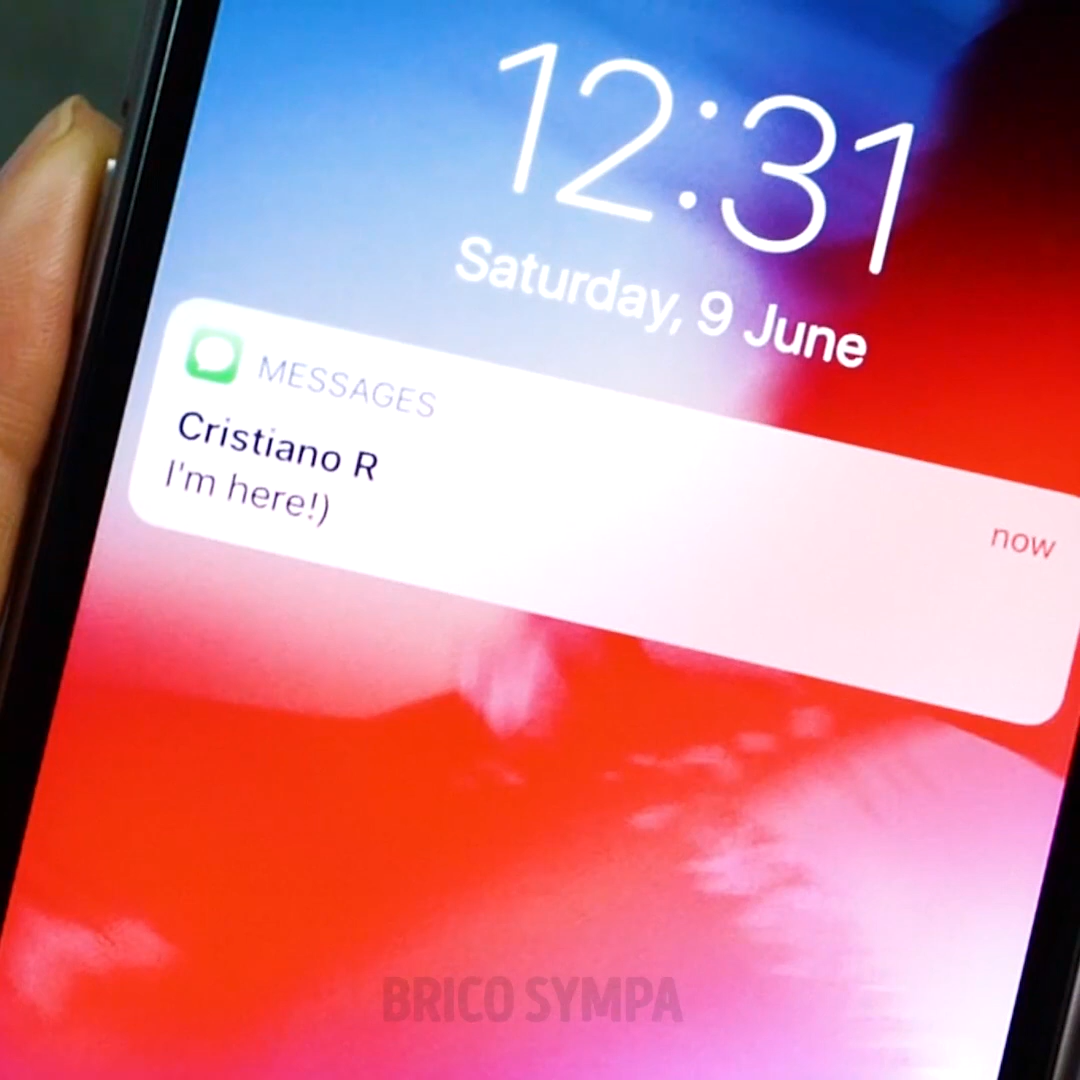 12:31
Saturday, 9 June
MESSAGES
now
Cristiano R
I'm here!)
BRICO SYMPA